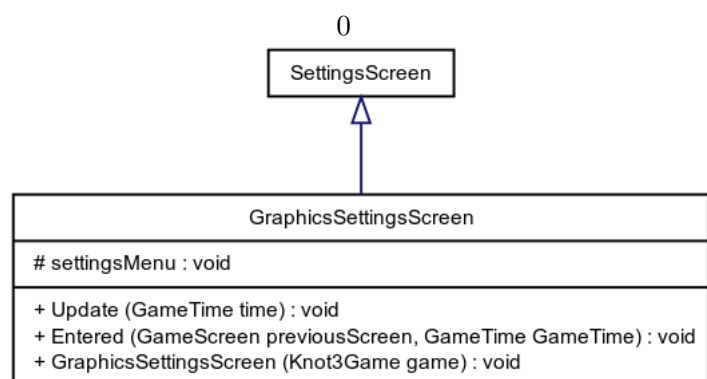 0
SettingsScreen
GraphicsSettingsScreen
# settingsMenu : void
+ Update (GameTime time) : void
+ Entered (GameScreen previousScreen, GameTime GameTime) : void
+ GraphicsSettingsScreen (Knot3Game game) : void